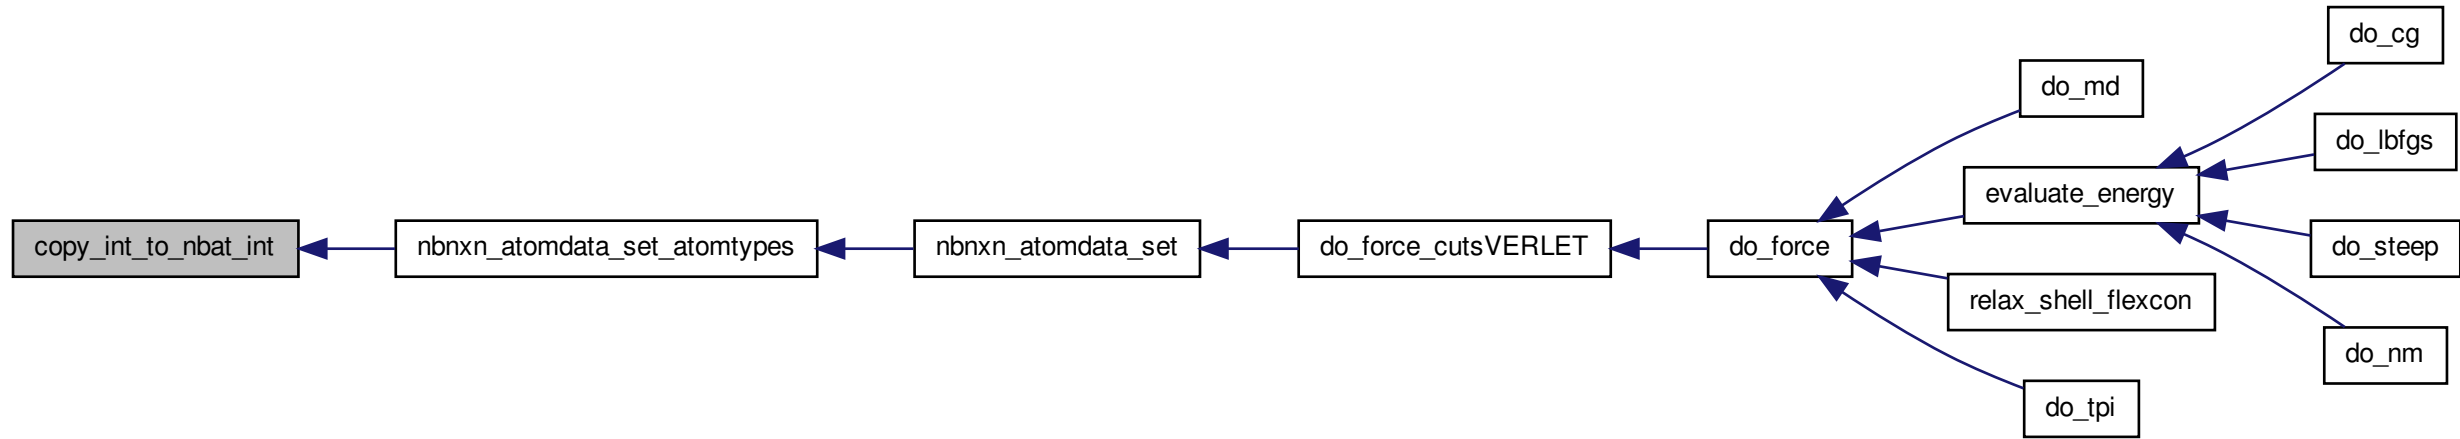 copy_int_to_nbat_int
nbnxn_atomdata_set_atomtypes
nbnxn_atomdata_set
do_force_cutsVERLET
do_force
do_md
evaluate_energy
relax_shell_flexcon
do_tpi
do_cg
do_lbfgs
do_steep
do_nm